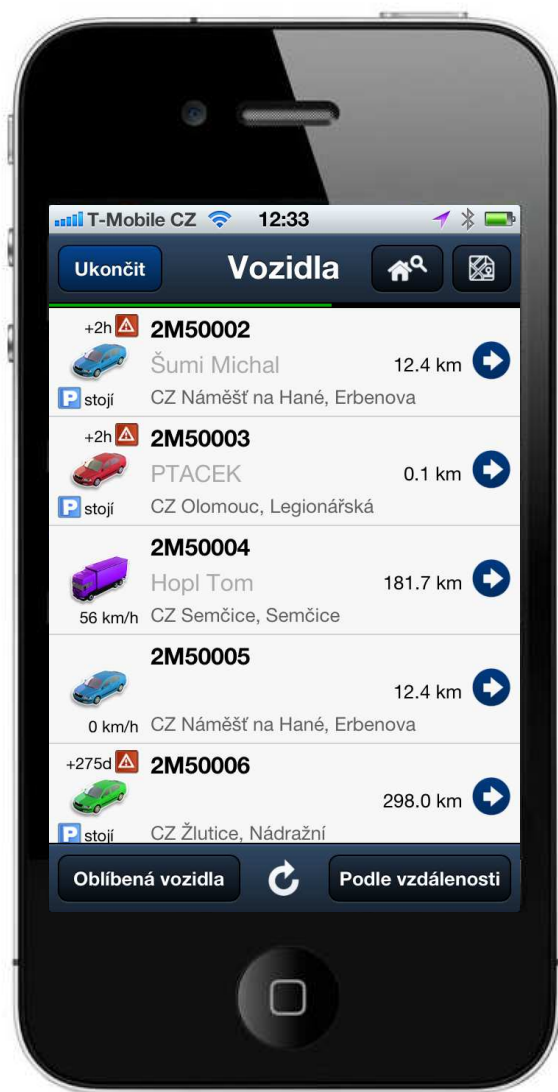 T-Mobile CZ 12:33
Ukončit Vozidla
+2h 2M50002
Šumi Michal 12.4 km
P stojí CZ Náměšť na Hané, Erbenova
+2h 2M50003
PTACEK 0.1 km
P stojí CZ Olomouc, Legionářská
2M50004
Hopl Tom 181.7 km
56 km/h CZ Semčice, Semčice
2M50005
12.4 km
0 km/h CZ Náměšť na Hané, Erbenova
+275d 2M50006
298.0 km
P stojí CZ Žlutice, Nádražní
Oblíbená vozidla Podle vzdálenosti